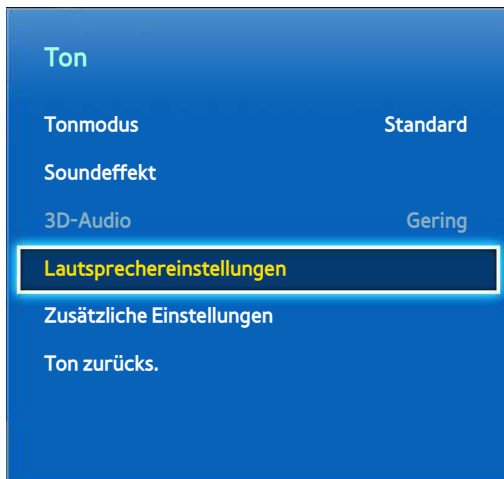 Ton
Tonmodus Standard
Soundeffekt
3D-Audio Gering
Lautsprechereinstellungen
Zusätzliche Einstellungen
Ton zurücks.